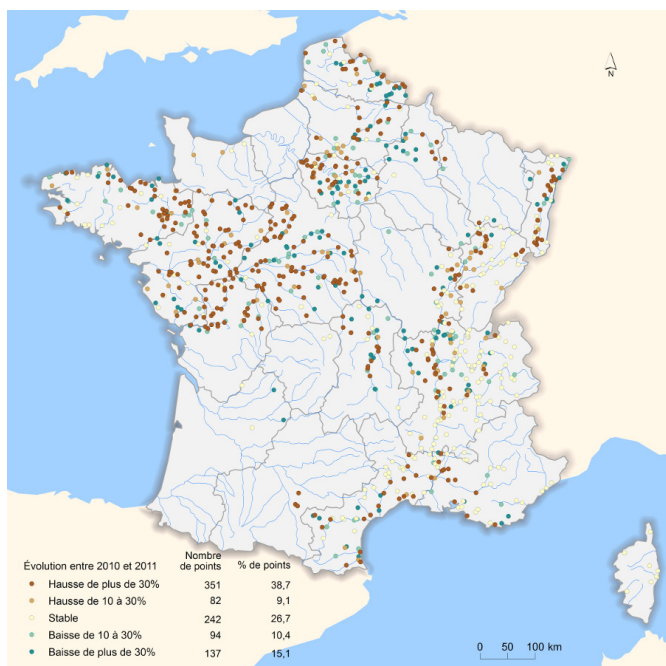 N
Évolution entre 2010 et 2011 Nombre de points % de points
Hausse de plus de 30% 351 38,7
Hausse de 10 à 30% 82 9,1
Stable 242 26,7
Baisse de 10 à 30% 94 10,4
Baisse de plus de 30% 137 15,1
0 50 100 km